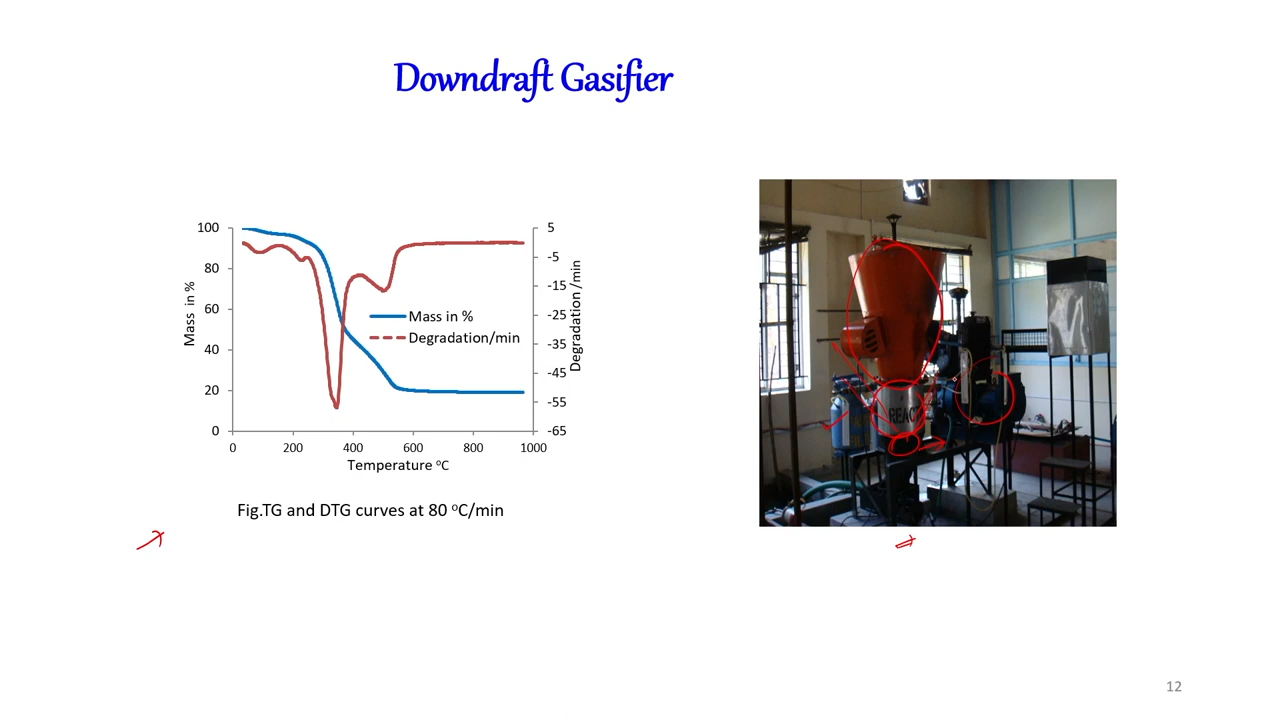 Downdraft Gasifier
100
80
60
40
20
0
Mass in %
5
-5
-15
-25
-35
-45
-55
-65
Degradation /min
Mass in %
Degradation/min
0 200 400 600 800 1000
Temperature ᵒC
Fig.TG and DTG curves at 80 ᵒC/min
REAC
12